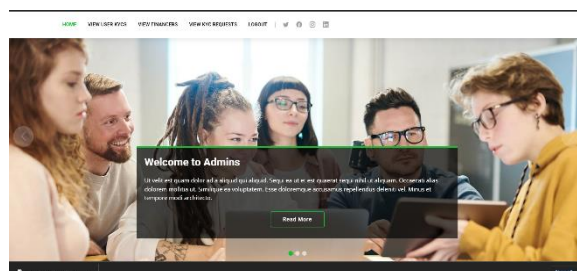 HOME VIEW USER KYCS VIEW FINANCERS VIEW KYC REQUESTS LOGOUT
Welcome to Admins
Ut velit est quam dolor ad a aliquid qui aliquid. Sequi ea ut et est quaerat sequi nihil ut aliquam. Occaecati alias
dolorem mollitia ut. Similique ea voluptatem. Esse doloremque accusamus repellendus deleniti vel. Minus et
tempore modi architecto.
Read More